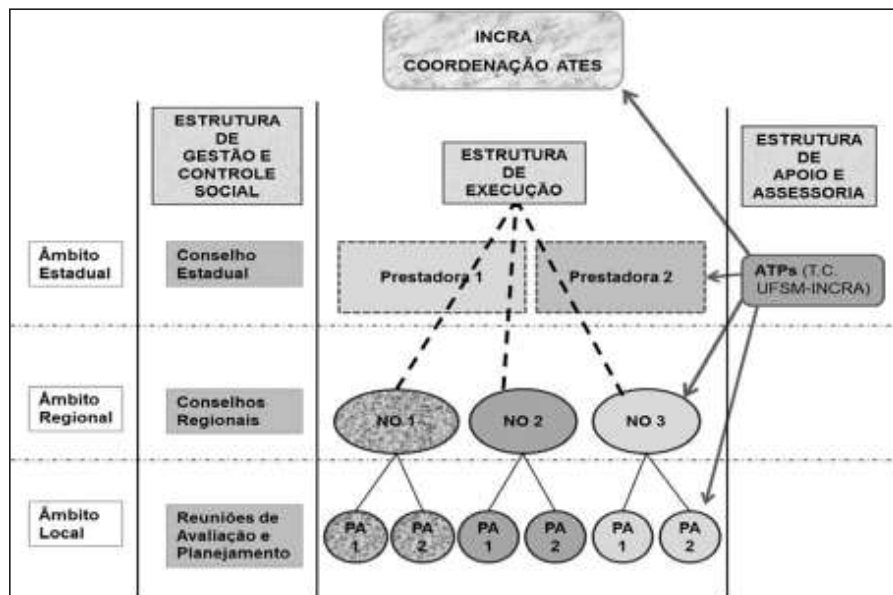 INCRA
COORDENAÇÃO ATES
ESTRUTURA
DE
GESTÃO E
CONTROLE
SOCIAL
ESTRUTURA
DE
EXECUÇÃO
ESTRUTURA
DE
APOIO E
ASSESSORIA
Âmbito
Estadual
Conselho
Estadual
Prestadora 1
Prestadora 2
ATPs (T.C.
UFSM-INCRA)
Âmbito
Regional
Conselhos
Regionais
NO 1
NO 2
NO 3
Âmbito
Local
Reuniões de
Avaliação e
Planejamento
PA
1
PA
2
PA
1
PA
2
PA
1
PA
2